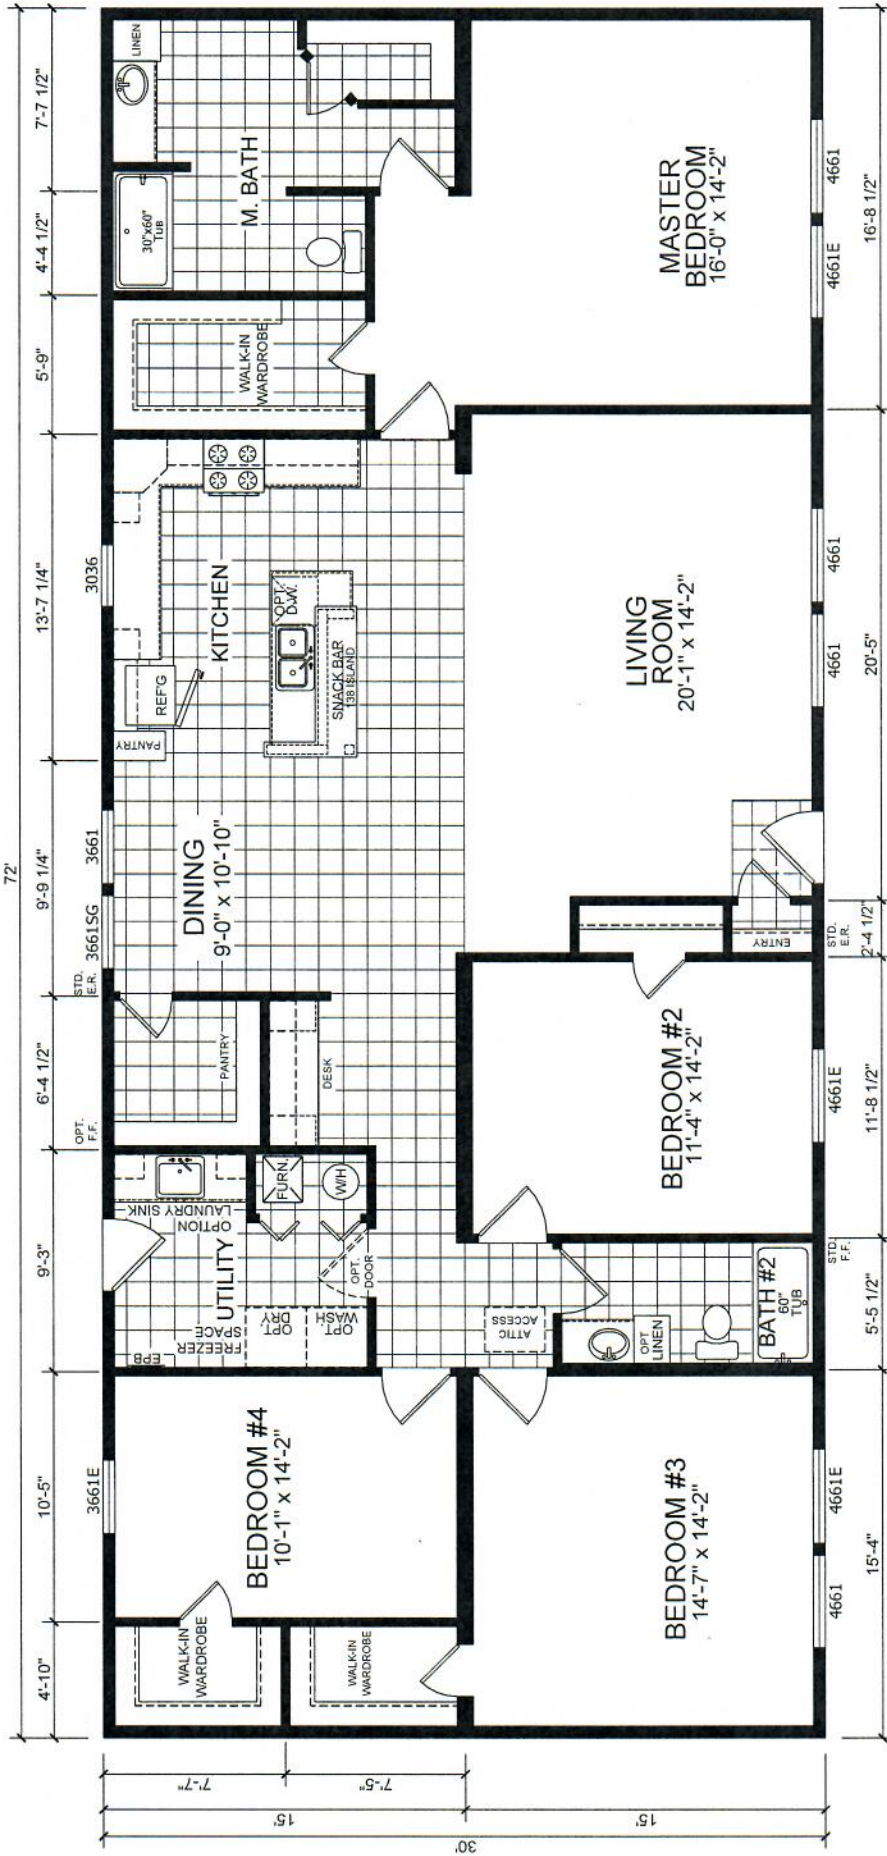 72'
4'-10"
10'-5"
9'-3"
6'-4 1/2"
9'-9 1/4"
13'-7 1/4"
5'-9"
4'-4 1/2"
7'-7 1/2"
3661E
OPT.
F.F.
STD.
E.R.
3661SG
3661
3036
WALK-IN
WARDROBE
WALK-IN
WARDROBE
BEDROOM #4
10'-1" x 14'-2"
EPB
FREEZER
SPACE
OPT.
DRY
OPT.
WASH
UTILITY
OPTION
LAUNDRY SINK
FURN.
W/H
OPT.
DOOR
ATTIC
ACCESS
PANTRY
DESK
DINING
9'-0" x 10'-10"
PANTRY
REF'G
KITCHEN
OPT.
D.W.
SNACK BAR
138 ISLAND
WALK-IN
WARDROBE
30"x60"
TUB
M. BATH
LINEN
BEDROOM #3
14'-7" x 14'-2"
OPT
LINEN
BATH #2
60"
TUB
BEDROOM #2
11'-4" x 14'-2"
ENTRY
LIVING
ROOM
20'-1" x 14'-2"
MASTER
BEDROOM
16'-0" x 14'-2"
4661
4661E
STD.
F.F.
4661E
STD.
E.R.
4661
4661
4661E
4661
15'-4"
5'-5 1/2"
11'-8 1/2"
2'-4 1/2"
20'-5"
16'-8 1/2"
7'-7"
7'-5"
15'
15'
30'